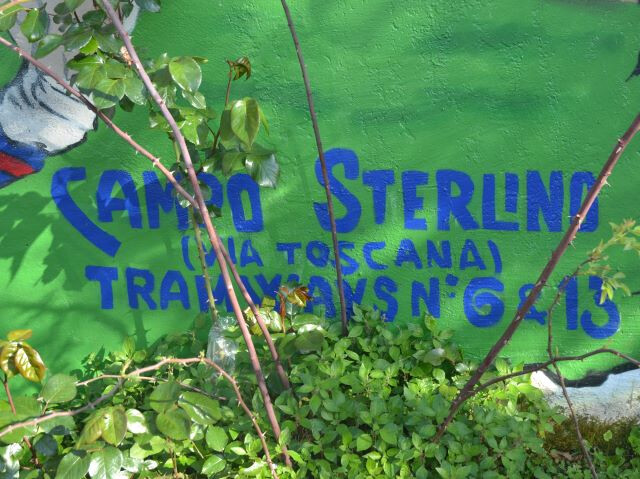 CAMPO STERLINO
(VIA TOSCANA)
TRAMWAYS N° 6 & 13